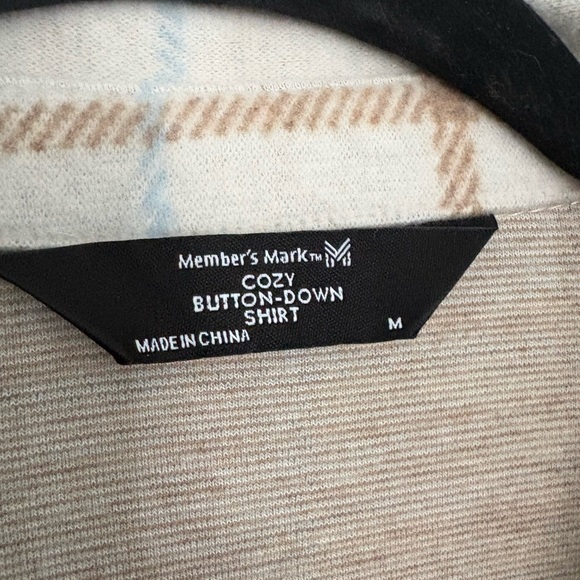 Member's Mark™
COZY
BUTTON-DOWN
SHIRT
MADE IN CHINA
M